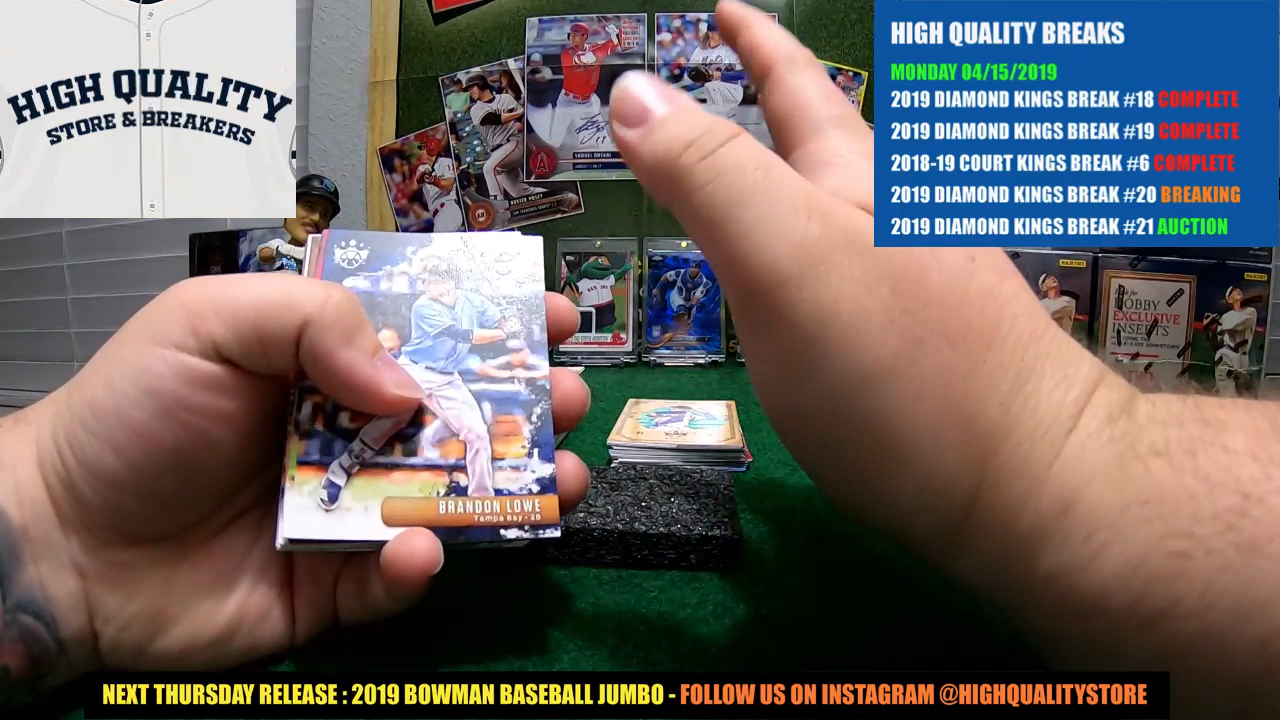 HIGH QUALITY
STORE & BREAKERS
HIGH QUALITY BREAKS
MONDAY 04/15/2019
2019 DIAMOND KINGS BREAK #18 COMPLETE
2019 DIAMOND KINGS BREAK #19 COMPLETE
2018-19 COURT KINGS BREAK #6 COMPLETE
2019 DIAMOND KINGS BREAK #20 BREAKING
2019 DIAMOND KINGS BREAK #21 AUCTION
SHOHEI OHTANI
BUSTER POSEY
PANINI
PANINI
HOBBY
EXCLUSIVE
INSERTS
BRANDON LOWE
Tampa Bay - 2B
NEXT THURSDAY RELEASE : 2019 BOWMAN BASEBALL JUMBO - FOLLOW US ON INSTAGRAM @HIGHQUALITYSTORE